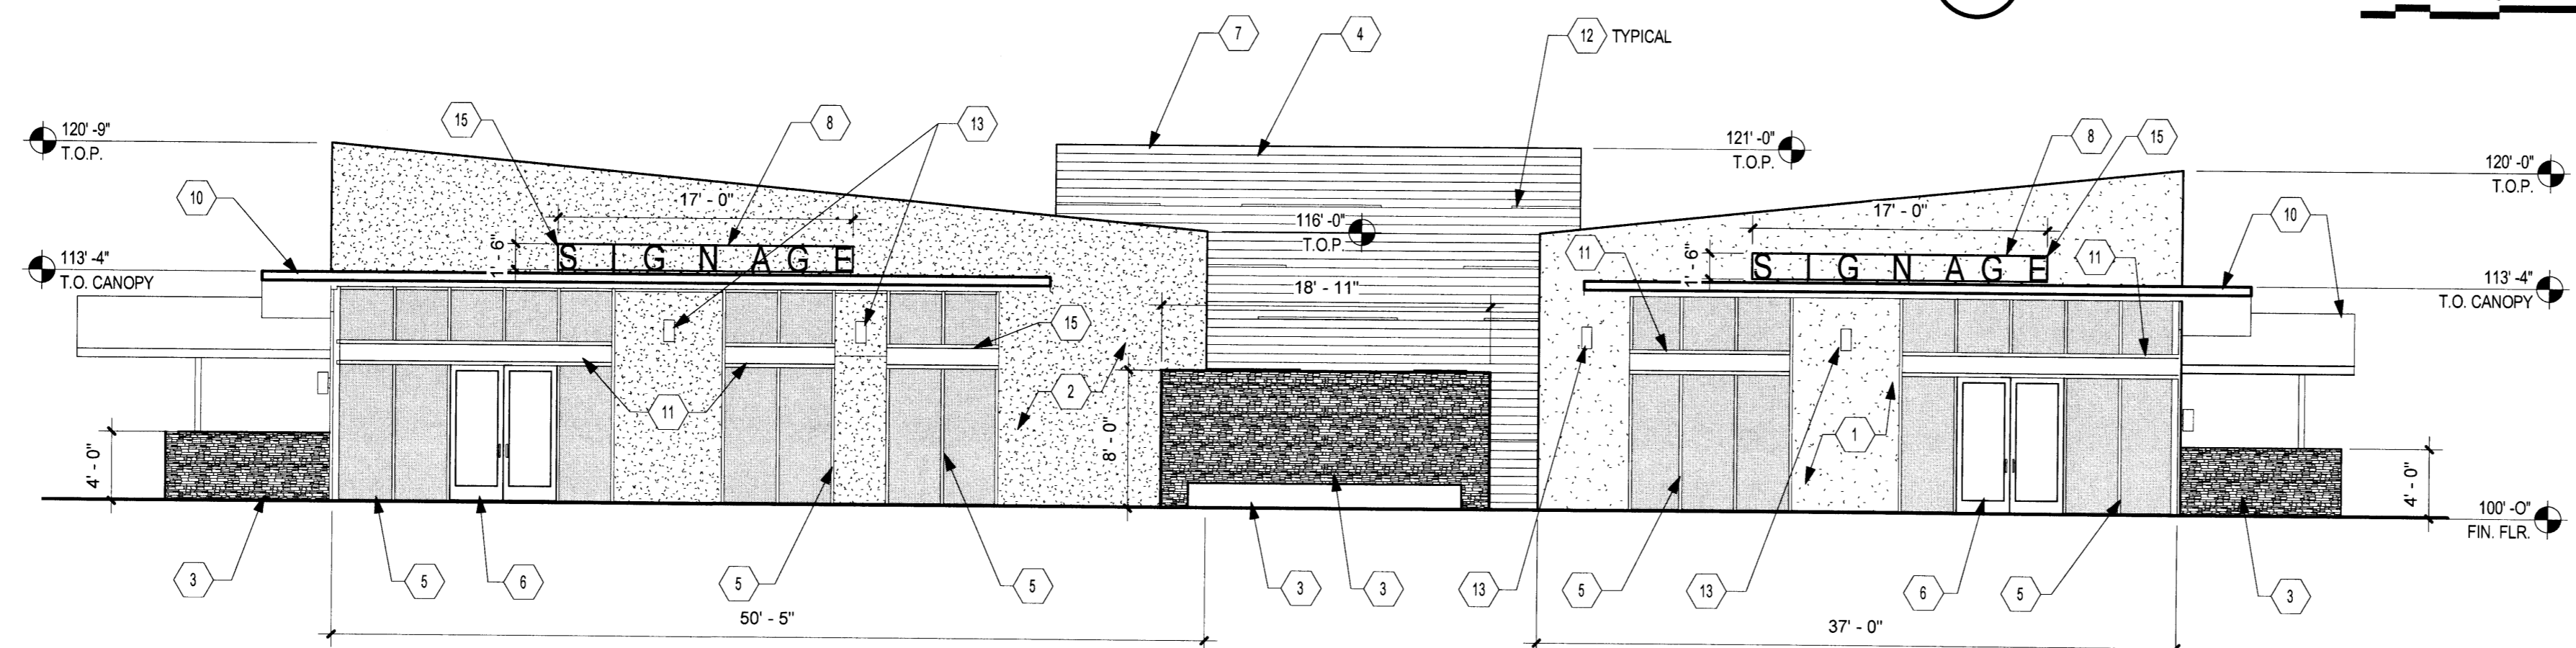 7
4
12 TYPICAL
15
8
13
8
15
120' -9"
T.O.P.
121' -0"
T.O.P.
120' -0"
T.O.P.
10
17' - 0"
17' - 0"
10
116' -0"
T.O.P
1 - 6"
SIGNAGE
11
1 - 6"
SIGNAGE
11
113' -4"
T.O. CANOPY
18' - 11"
113' -4"
T.O. CANOPY
15
2
11
1
4' - 0"
8' - 0"
4' - 0"
100' -O"
FIN. FLR.
3
5
6
5
5
3
3
13
5
13
6
5
3
50' - 5"
37' - 0"